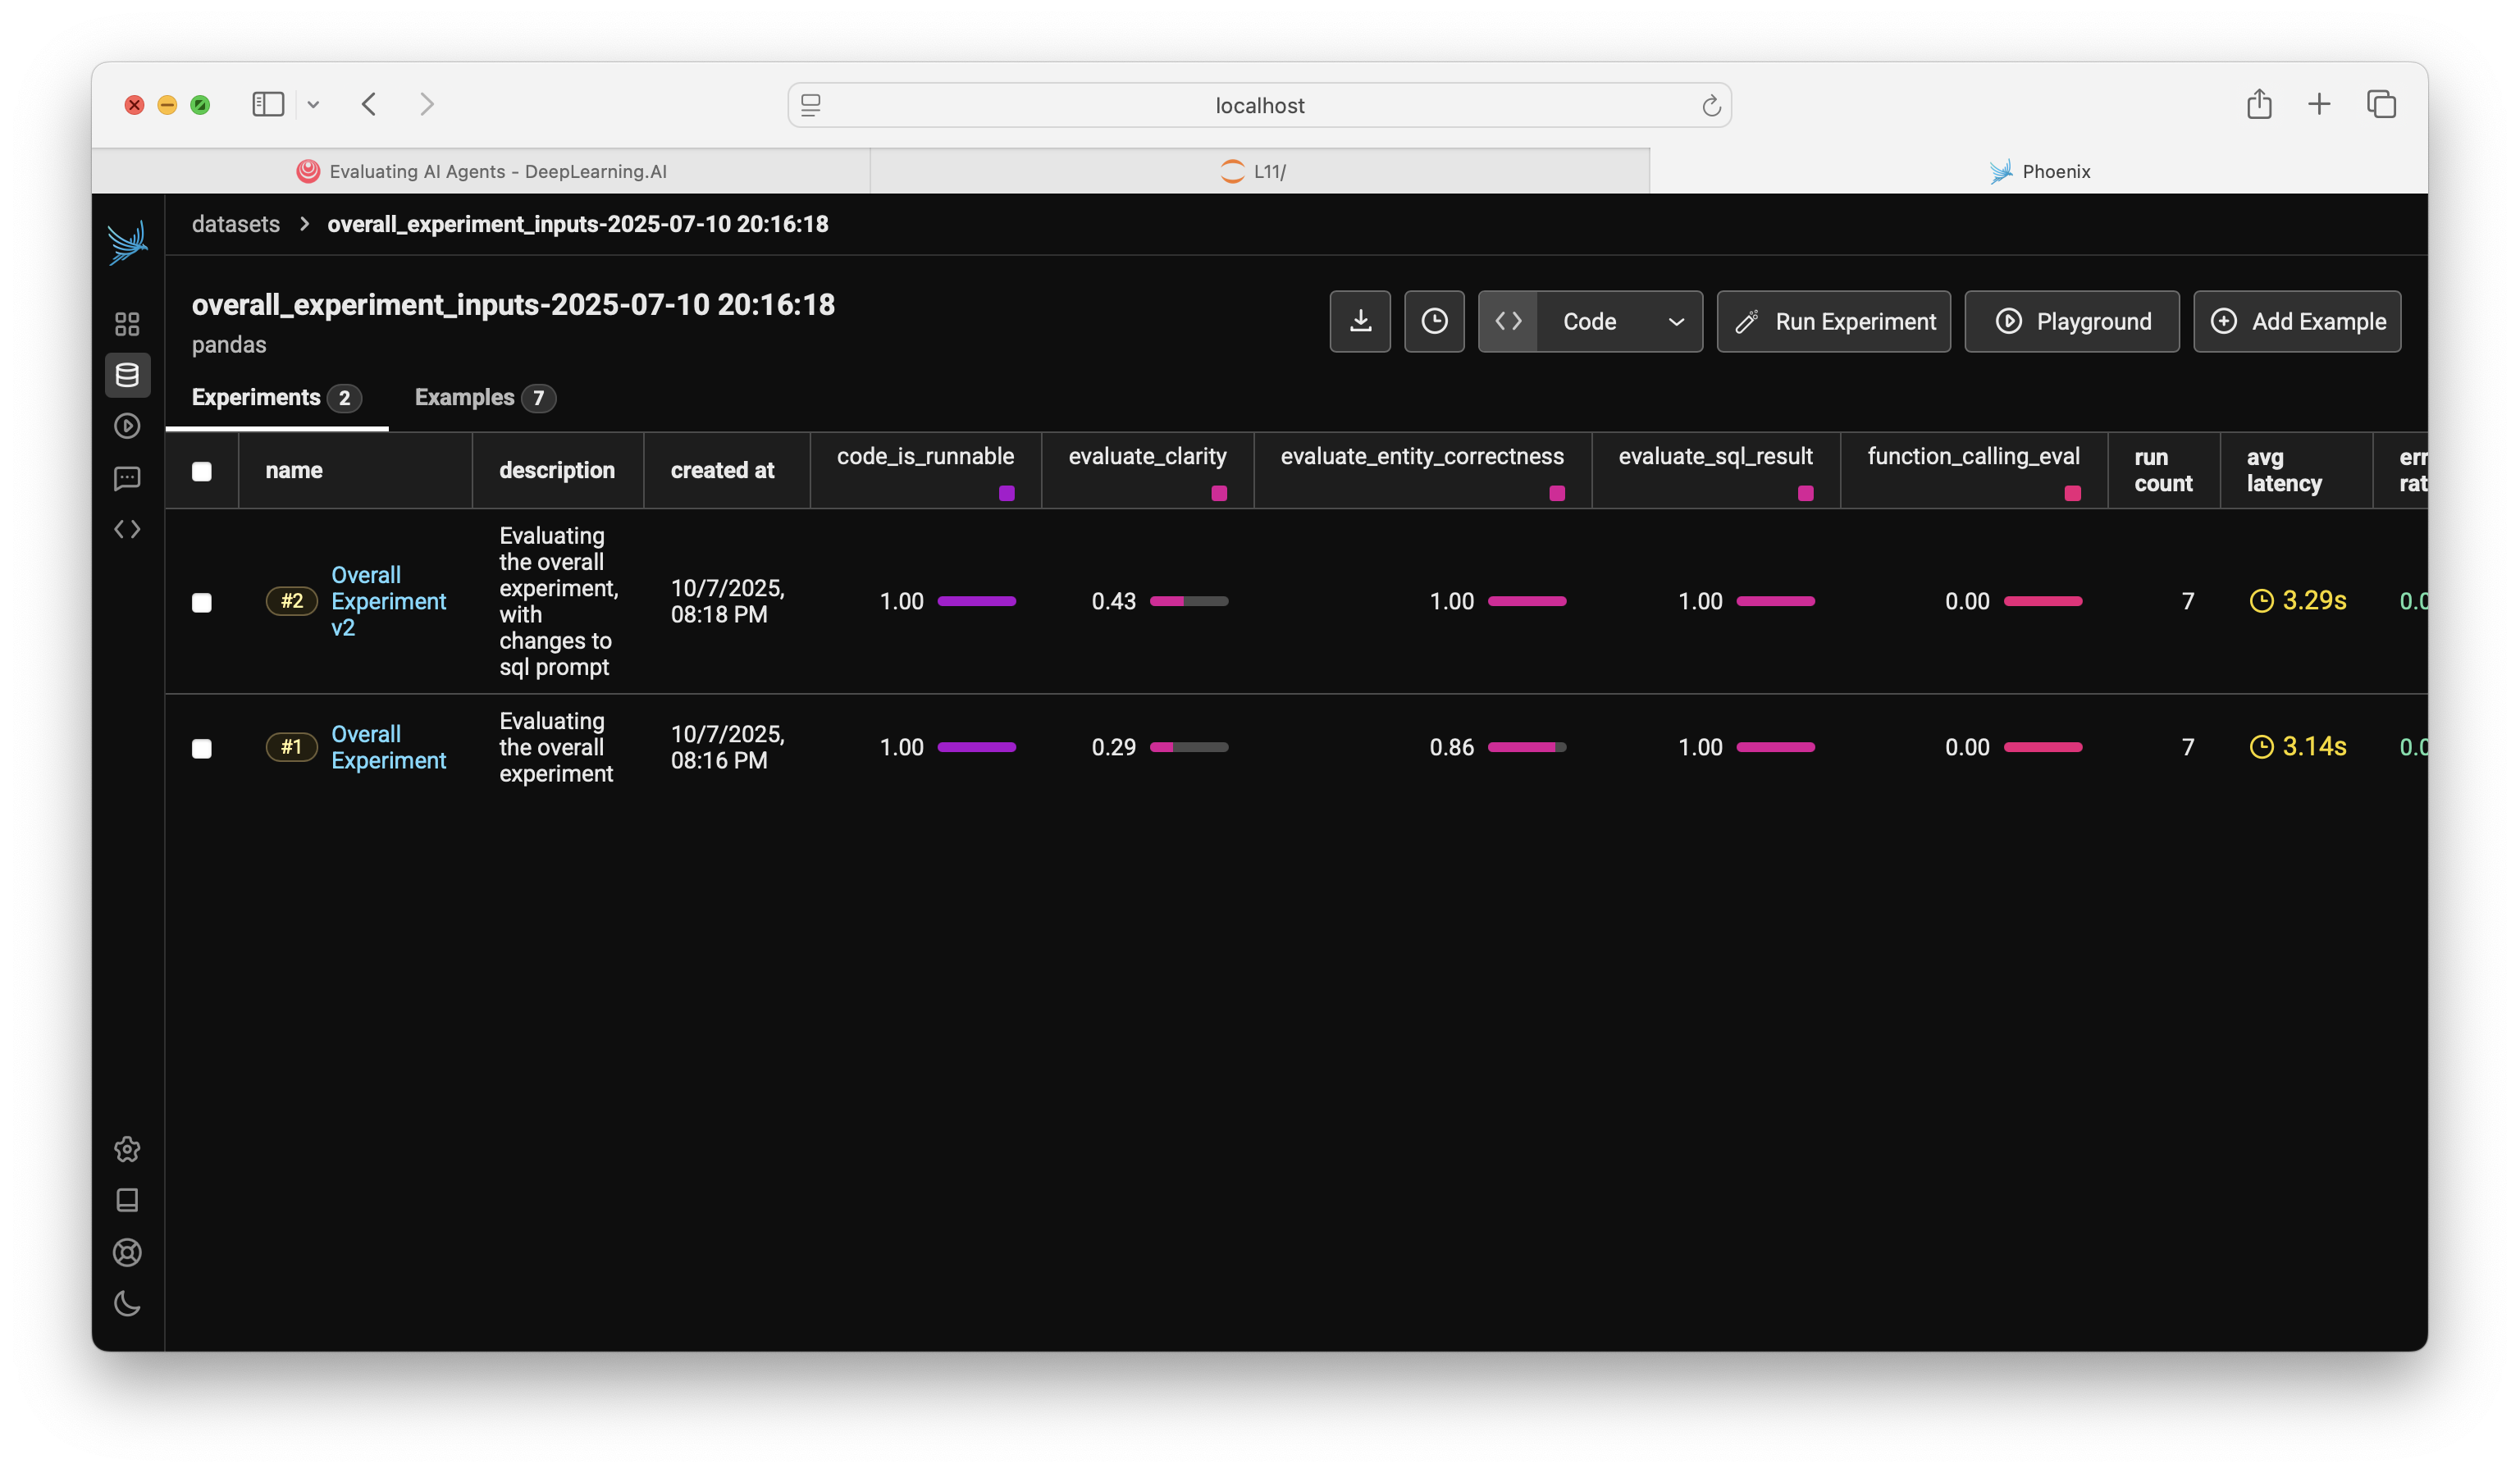 localhost
Evaluating AI Agents - DeepLearning.AI
L11/
Phoenix
datasets > overall_experiment_inputs-2025-07-10 20:16:18
overall_experiment_inputs-2025-07-10 20:16:18
pandas
Code
Run Experiment
Playground
Add Example
Experiments 2
Examples 7
name
description
created at
code_is_runnable
evaluate_clarity
evaluate_entity_correctness
evaluate_sql_result
function_calling_eval
run
count
avg
latency
err
rat
#2
Overall
Experiment
v2
Evaluating
the overall
experiment,
with
changes to
sql prompt
10/7/2025,
08:18 PM
1.00
0.43
1.00
1.00
0.00
7
3.29s
0.0
#1
Overall
Experiment
Evaluating
the overall
experiment
10/7/2025,
08:16 PM
1.00
0.29
0.86
1.00
0.00
7
3.14s
0.0